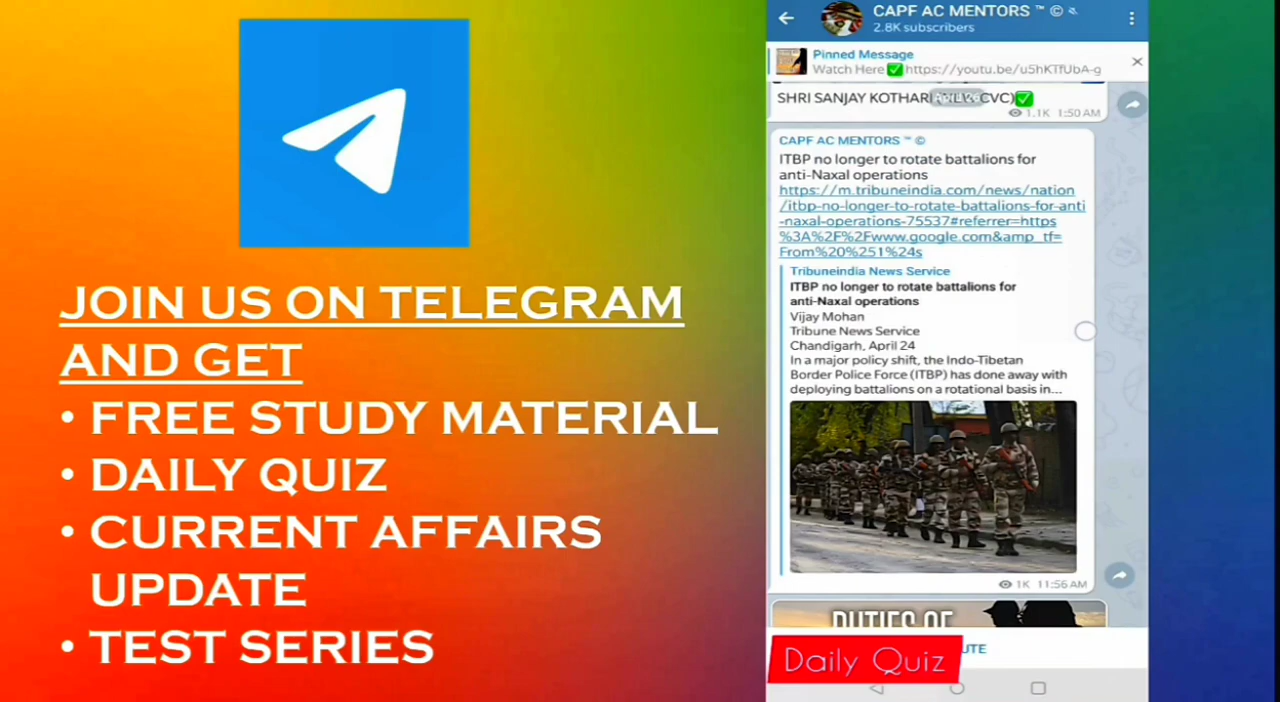 JOIN US ON TELEGRAM
AND GET
• FREE STUDY MATERIAL
• DAILY QUIZ
• CURRENT AFFAIRS
UPDATE
• TEST SERIES
CAPF AC MENTORS ™ ©
2.8K subscribers
Pinned Message
Watch Here ✅ https://youtu.be/u5hKTfUbA-g
SHRI SANJAY KOTHARI CVC)✅
1.1K 1:50 AM
CAPF AC MENTORS ™ ©
ITBP no longer to rotate battalions for
anti-Naxal operations
https://m.tribuneindia.com/news/nation
/itbp-no-longer-to-rotate-battalions-for-anti
-naxal-operations-75537#referrer=https
%3A%2F%2Fwww.google.com&amp_tf=
From%20%251%24s
Tribuneindia News Service
ITBP no longer to rotate battalions for
anti-Naxal operations
Vijay Mohan
Tribune News Service
Chandigarh, April 24
In a major policy shift, the Indo-Tibetan
Border Police Force (ITBP) has done away with
deploying battalions on a rotational basis in...
1K 11:56 AM
DUTIES OF
Daily Quiz